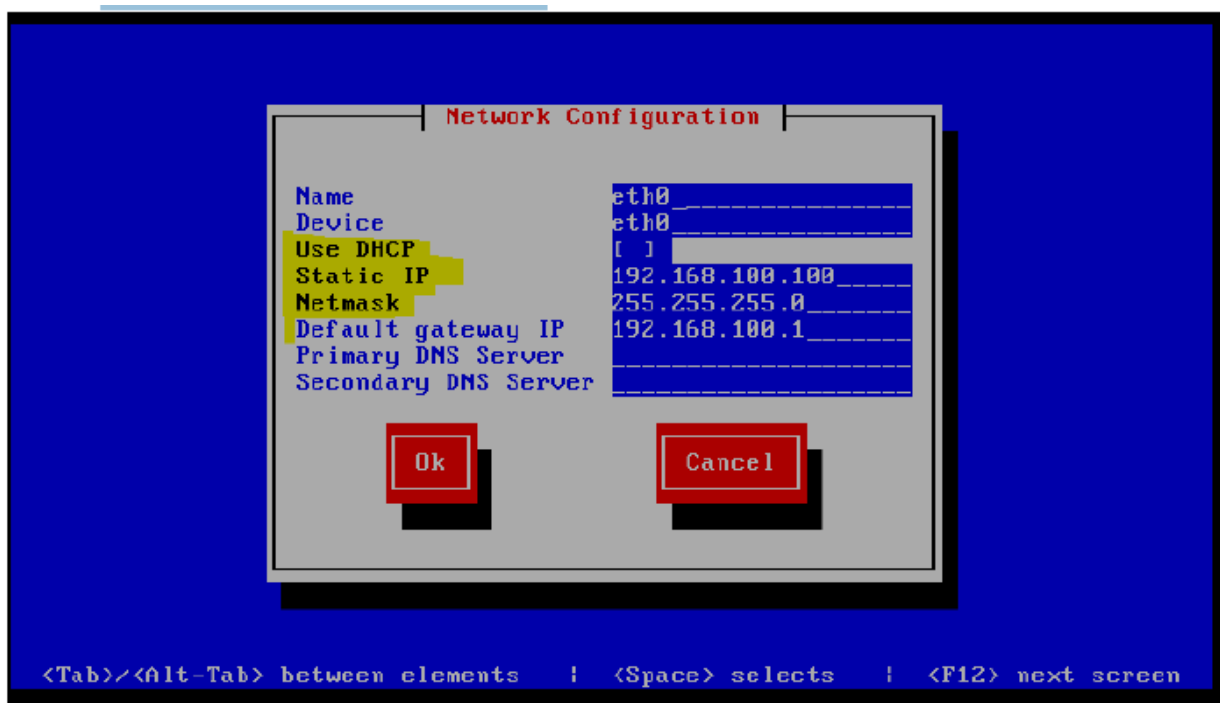 Network Configuration
Name eth0
Device eth0
Use DHCP [ ]
Static IP 192.168.100.100
Netmask 255.255.255.0
Default gateway IP 192.168.100.1
Primary DNS Server
Secondary DNS Server
Ok Cancel
<Tab>/<Alt-Tab> between elements | <Space> selects | <F12> next screen